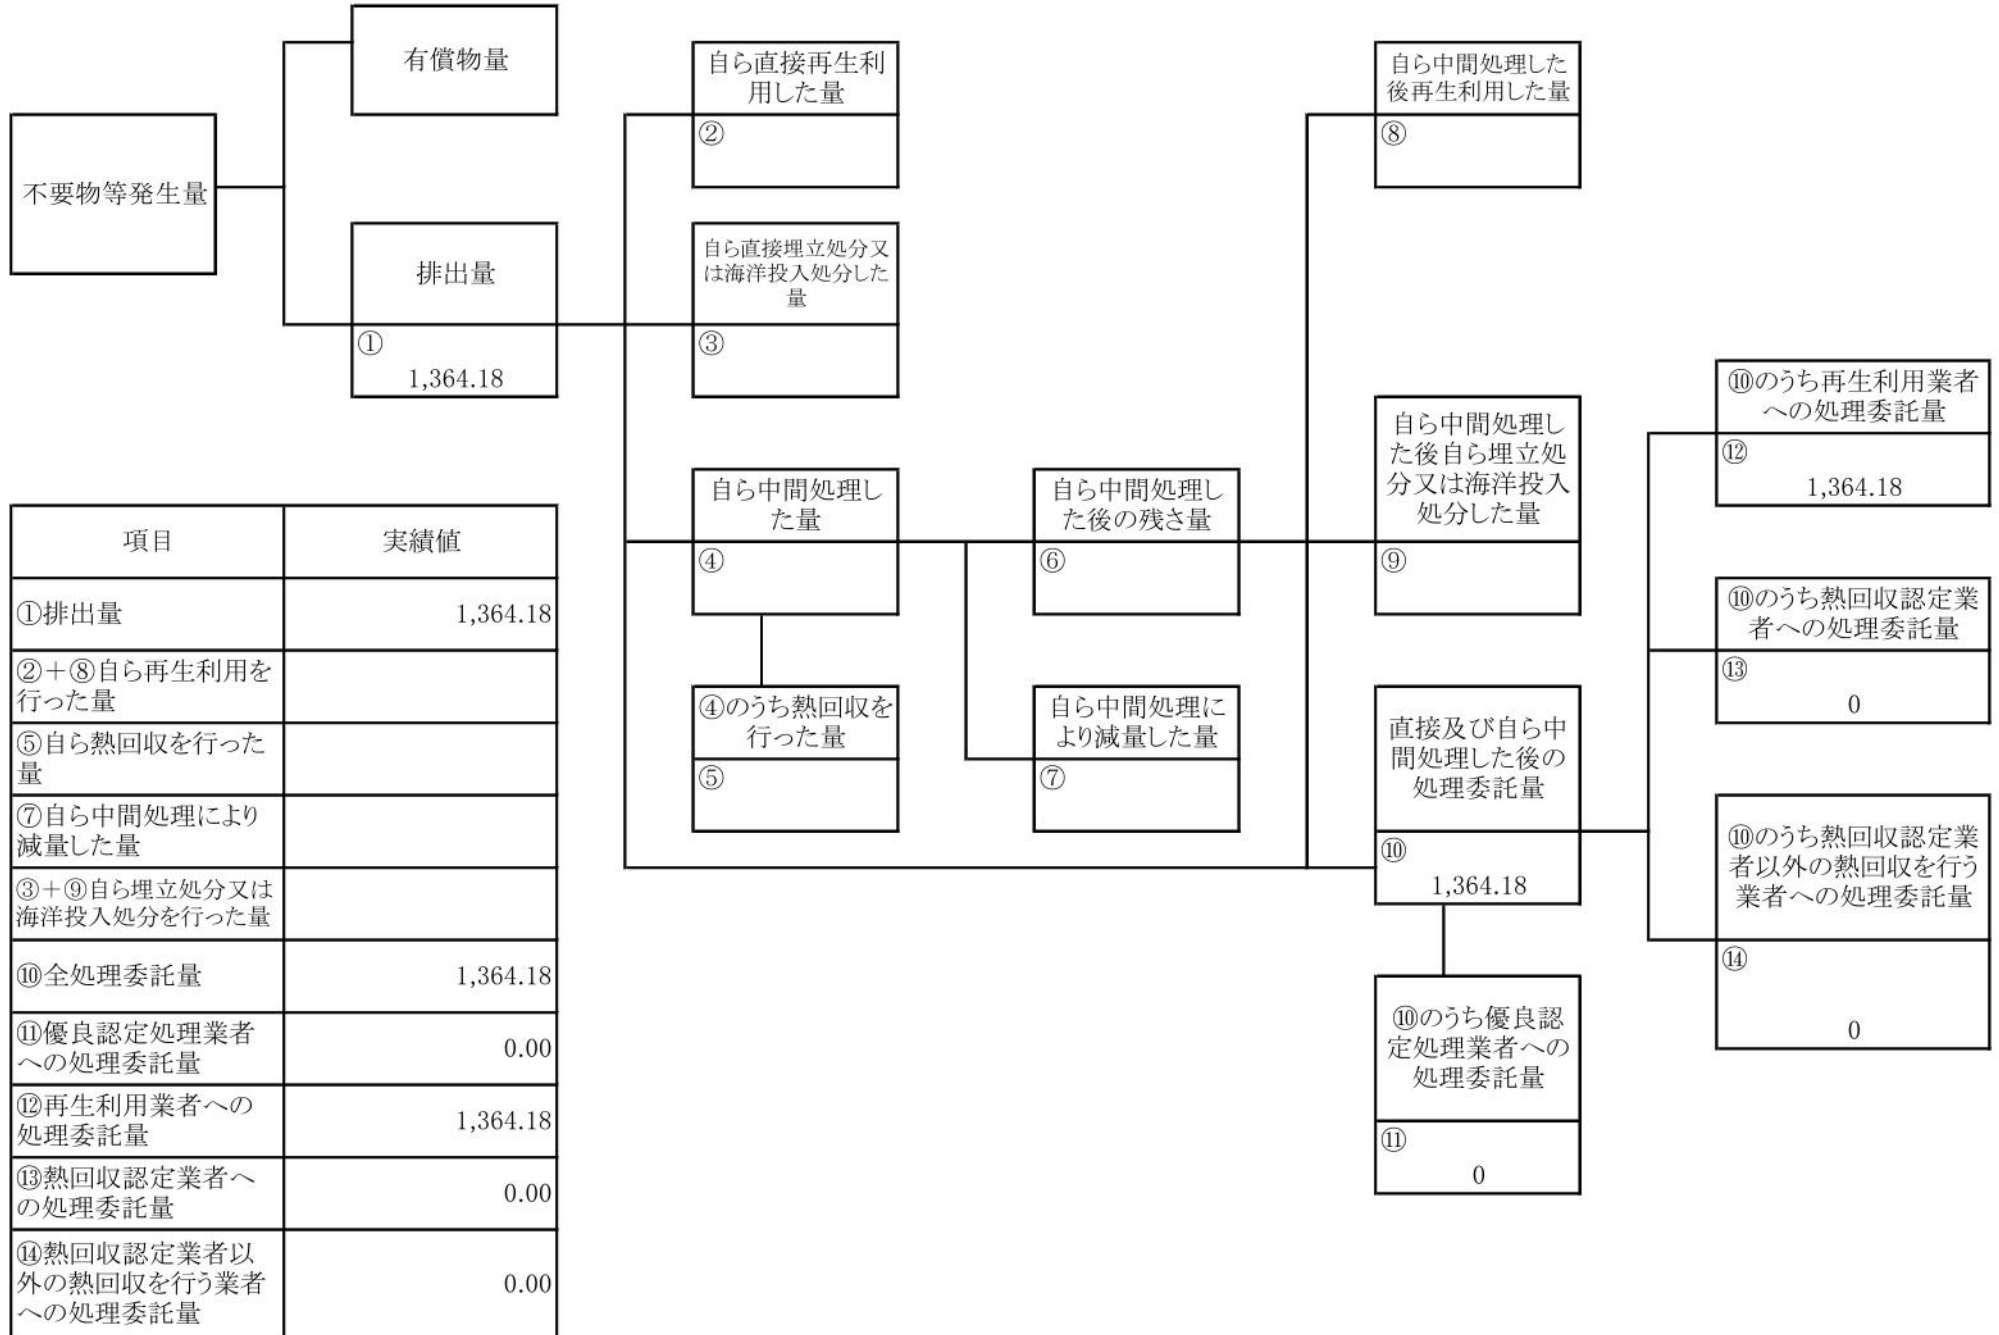 有償物量
不要物等発生量
排出量
①
1,364.18
自ら直接再生利
用した量
②
自ら直接埋立処分又
は海洋投入処分した
量
③
自ら中間処理し
た量
④
④のうち熱回収を
行った量
⑤
自ら中間処理し
た後の残さ量
⑥
自ら中間処理に
より減量した量
⑦
自ら中間処理した
後再生利用した量
⑧
自ら中間処理し
た後自ら埋立処
分又は海洋投入
処分した量
⑨
直接及び自ら中
間処理した後の
処理委託量
⑩
1,364.18
⑩のうち優良認
定処理業者への
処理委託量
⑪
0
⑩のうち再生利用業者
への処理委託量
⑫
1,364.18
⑩のうち熱回収認定業
者への処理委託量
⑬
0
⑩のうち熱回収認定業
者以外の熱回収を行う
業者への処理委託量
⑭
0
項目 実績値
①排出量 1,364.18
②+⑧自ら再生利用を
行った量
⑤自ら熱回収を行った
量
⑦自ら中間処理により
減量した量
③+⑨自ら埋立処分又は
海洋投入処分を行った量
⑩全処理委託量 1,364.18
⑪優良認定処理業者
への処理委託量 0.00
⑫再生利用業者への
処理委託量 1,364.18
⑬熱回収認定業者へ
の処理委託量 0.00
⑭熱回収認定業者以
外の熱回収を行う業者
への処理委託量 0.00